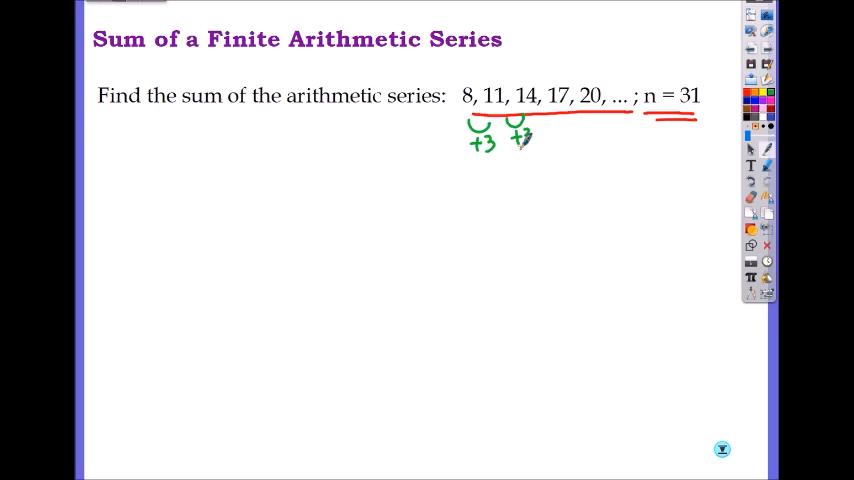 Sum of a Finite Arithmetic Series
Find the sum of the arithmetic series: 8, 11, 14, 17, 20, ... ; n = 31
+3 +3